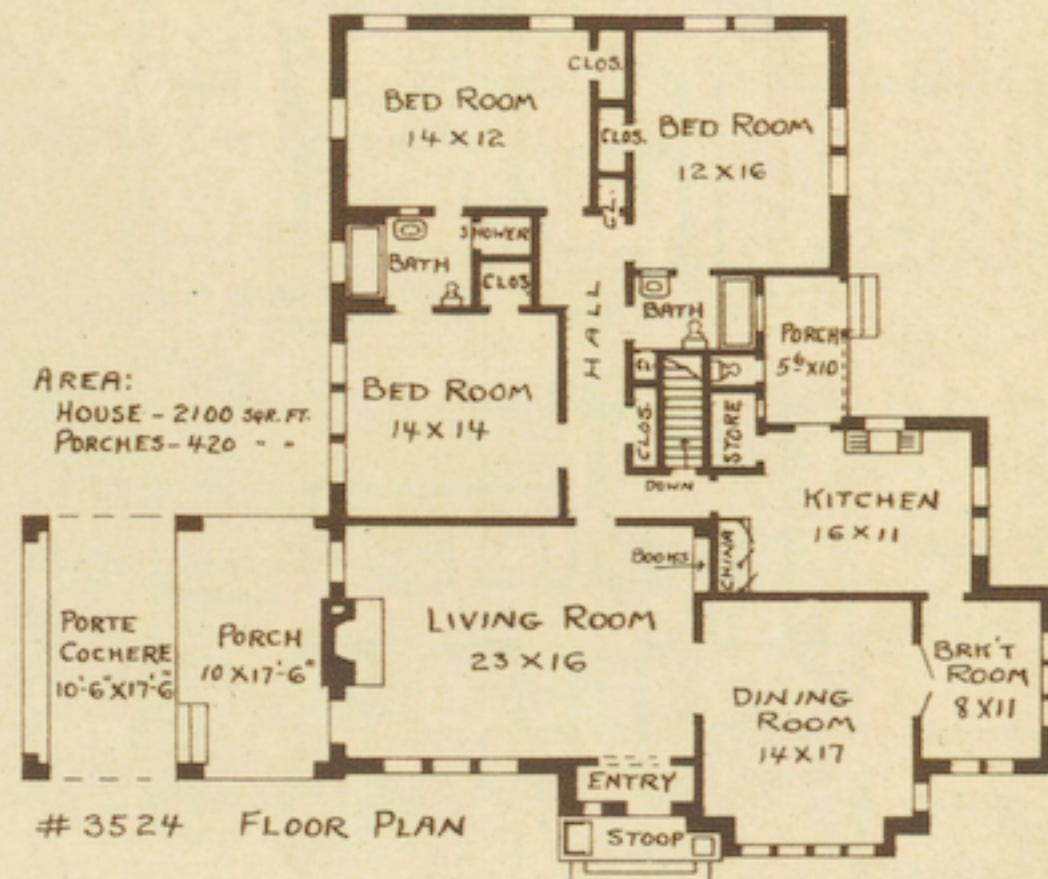 CLOS.
BED ROOM
14 X 12
CLOS.
BED ROOM
12 X 16
CL.
SHOWER
BATH
CLOS.
HALL
BATH
PORCH
5⁶ X 10
AREA:
HOUSE - 2100 SQR. FT.
PORCHES - 420 " "
BED ROOM
14 X 14
CLOS.
STORE
DOWN
KITCHEN
16 X 11
BOOKS
CHINA
PORTE
COCHERE
10'-6" X 17'-6
PORCH
10 X 17'-6"
LIVING ROOM
23 X 16
BRK'T
ROOM
8 X 11
DINING
ROOM
14 X 17
ENTRY
STOOP
# 3524 FLOOR PLAN